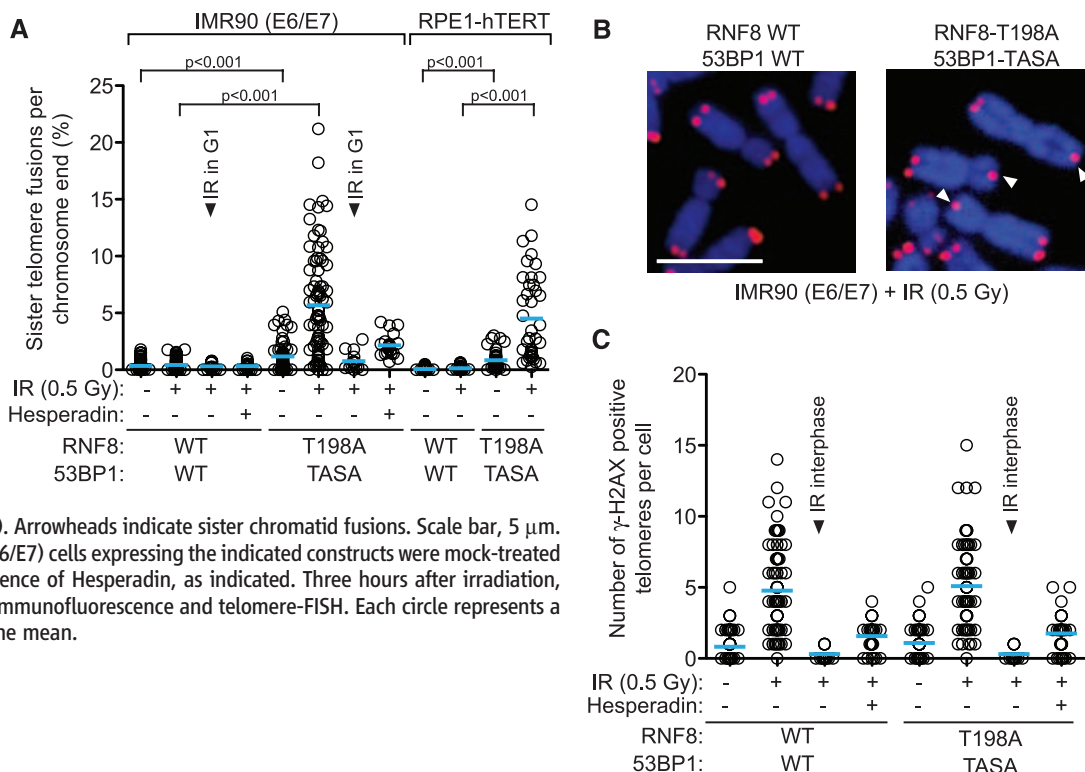 A
IMR90 (E6/E7) RPE1-hTERT
p<0.001 p<0.001
p<0.001 p<0.001
Sister telomere fusions per
chromosome end (%)
25
20
15
10
5
0
IR in G1 IR in G1
IR (0.5 Gy): - + + + - + + + - + - +
Hesperadin: - - - + - - - + - - - -
RNF8: WT T198A WT T198A
53BP1: WT TASA WT TASA
B
RNF8 WT RNF8-T198A
53BP1 WT 53BP1-TASA
IMR90 (E6/E7) + IR (0.5 Gy)
). Arrowheads indicate sister chromatid fusions. Scale bar, 5 μm.
6/E7) cells expressing the indicated constructs were mock-treated
ence of Hesperadin, as indicated. Three hours after irradiation,
mmunofluorescence and telomere-FISH. Each circle represents a
ne mean.
C
Number of γ-H2AX positive
telomeres per cell
20
15
10
5
0
IR interphase IR interphase
IR (0.5 Gy): - + + + - + + +
Hesperadin: - - - + - - - +
RNF8: WT T198A
53BP1: WT TASA